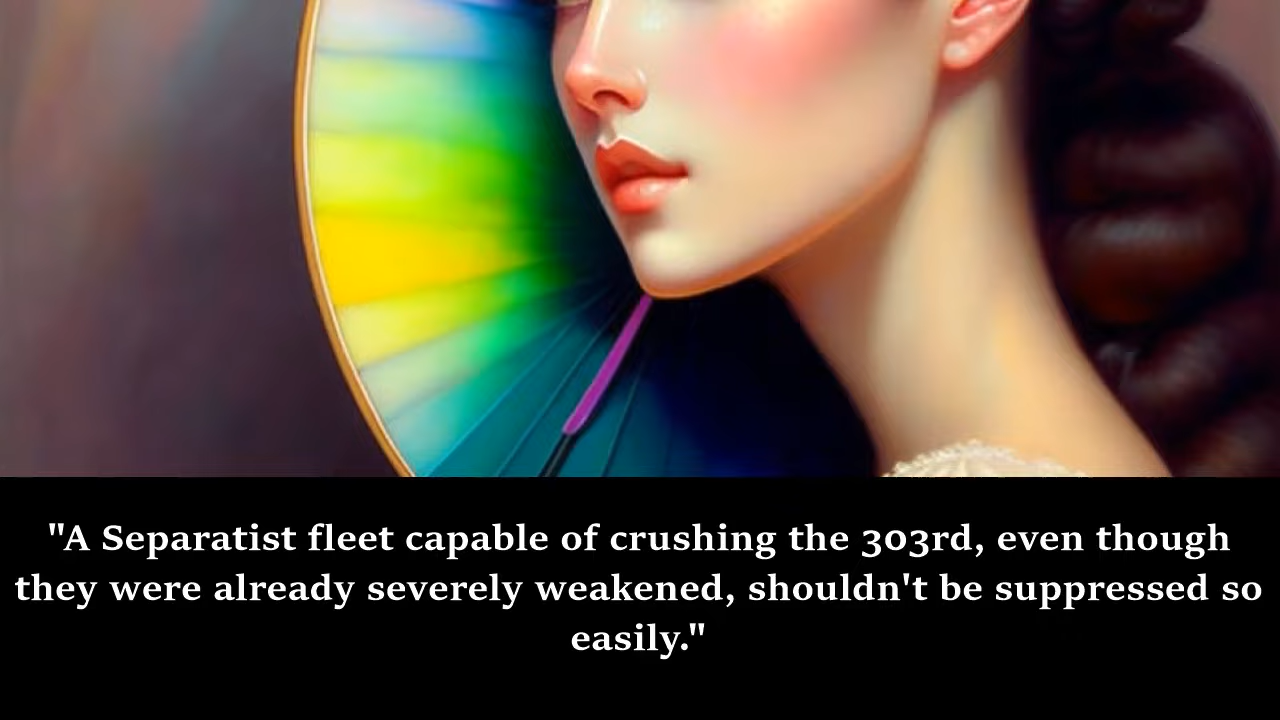 "A Separatist fleet capable of crushing the 303rd, even though
they were already severely weakened, shouldn't be suppressed so
easily."